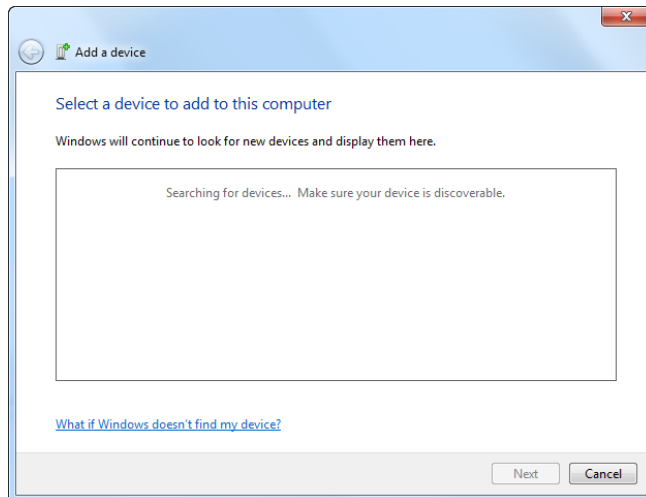 Add a device
Select a device to add to this computer
Windows will continue to look for new devices and display them here.
Searching for devices... Make sure your device is discoverable.
What if Windows doesn't find my device?
Next Cancel